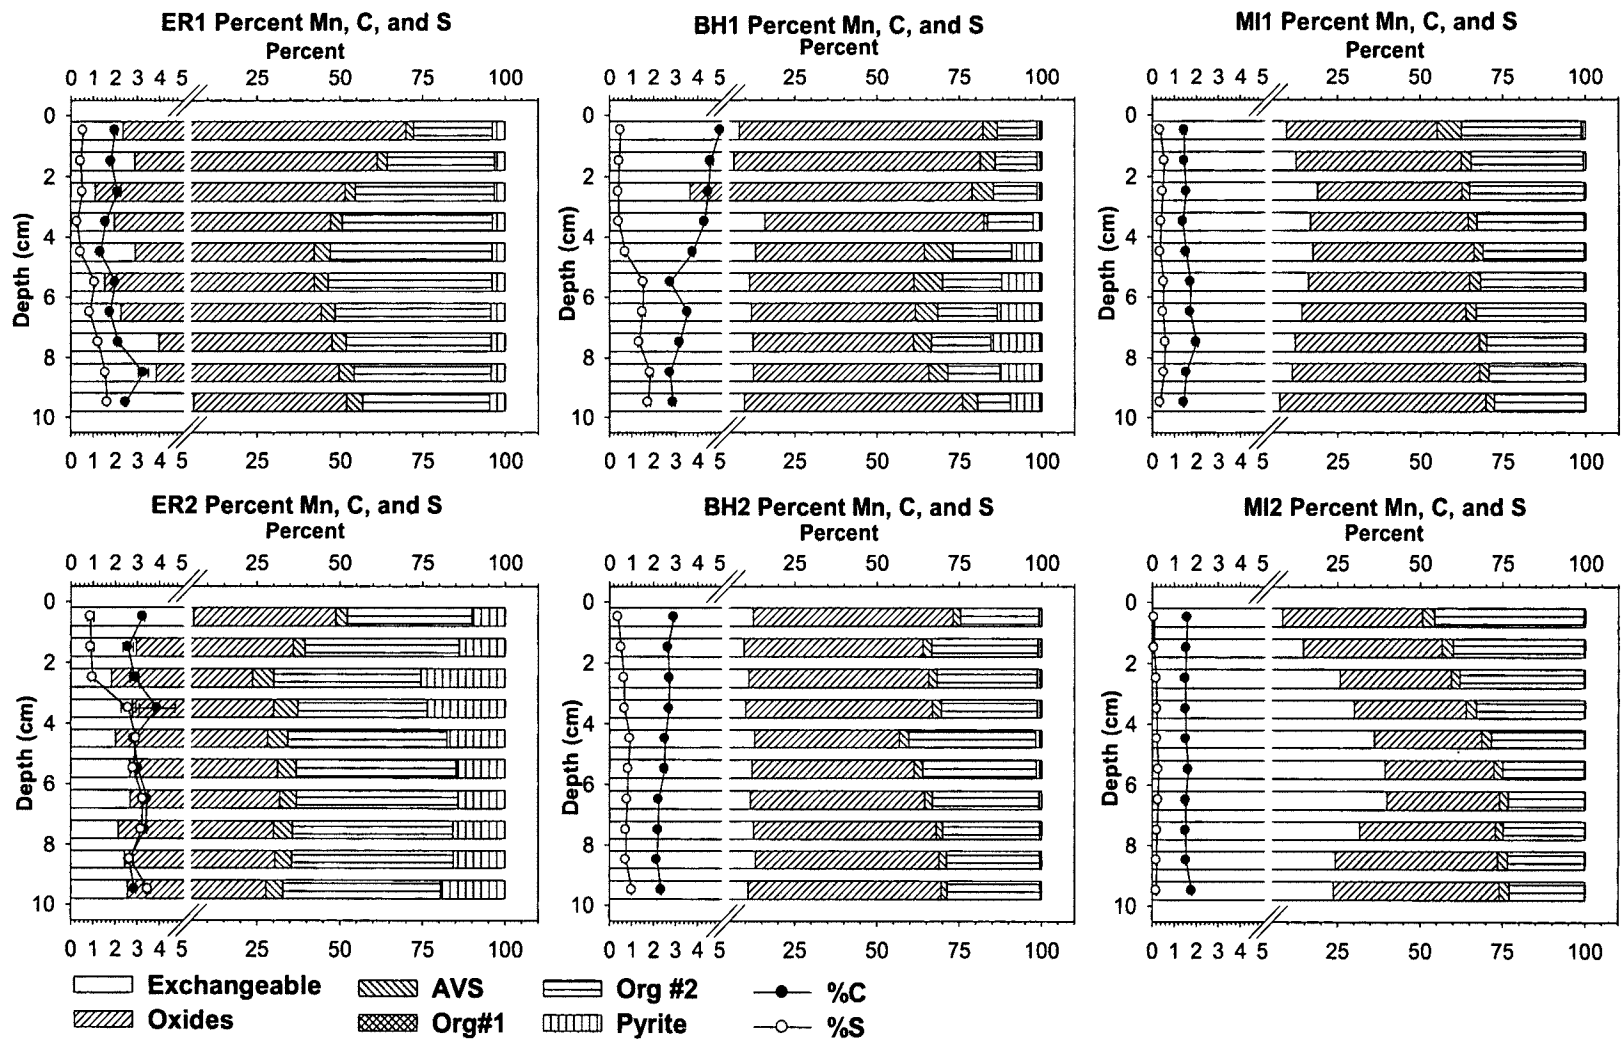 ER1 Percent Mn, C, and S
Percent
0 1 2 3 4 5 25 50 75 100
Depth (cm)
0
2
4
6
8
10
0 1 2 3 4 5 25 50 75 100
BH1 Percent Mn, C, and S
Percent
0 1 2 3 4 5 25 50 75 100
Depth (cm)
0
2
4
6
8
10
0 1 2 3 4 5 25 50 75 100
MI1 Percent Mn, C, and S
Percent
0 1 2 3 4 5 25 50 75 100
Depth (cm)
0
2
4
6
8
10
0 1 2 3 4 5 25 50 75 100
ER2 Percent Mn, C, and S
Percent
0 1 2 3 4 5 25 50 75 100
Depth (cm)
0
2
4
6
8
10
0 1 2 3 4 5 25 50 75 100
BH2 Percent Mn, C, and S
Percent
0 1 2 3 4 5 25 50 75 100
Depth (cm)
0
2
4
6
8
10
0 1 2 3 4 5 25 50 75 100
MI2 Percent Mn, C, and S
Percent
0 1 2 3 4 5 25 50 75 100
Depth (cm)
0
2
4
6
8
10
0 1 2 3 4 5 25 50 75 100
Exchangeable AVS Org #2 %C
Oxides Org#1 Pyrite %S